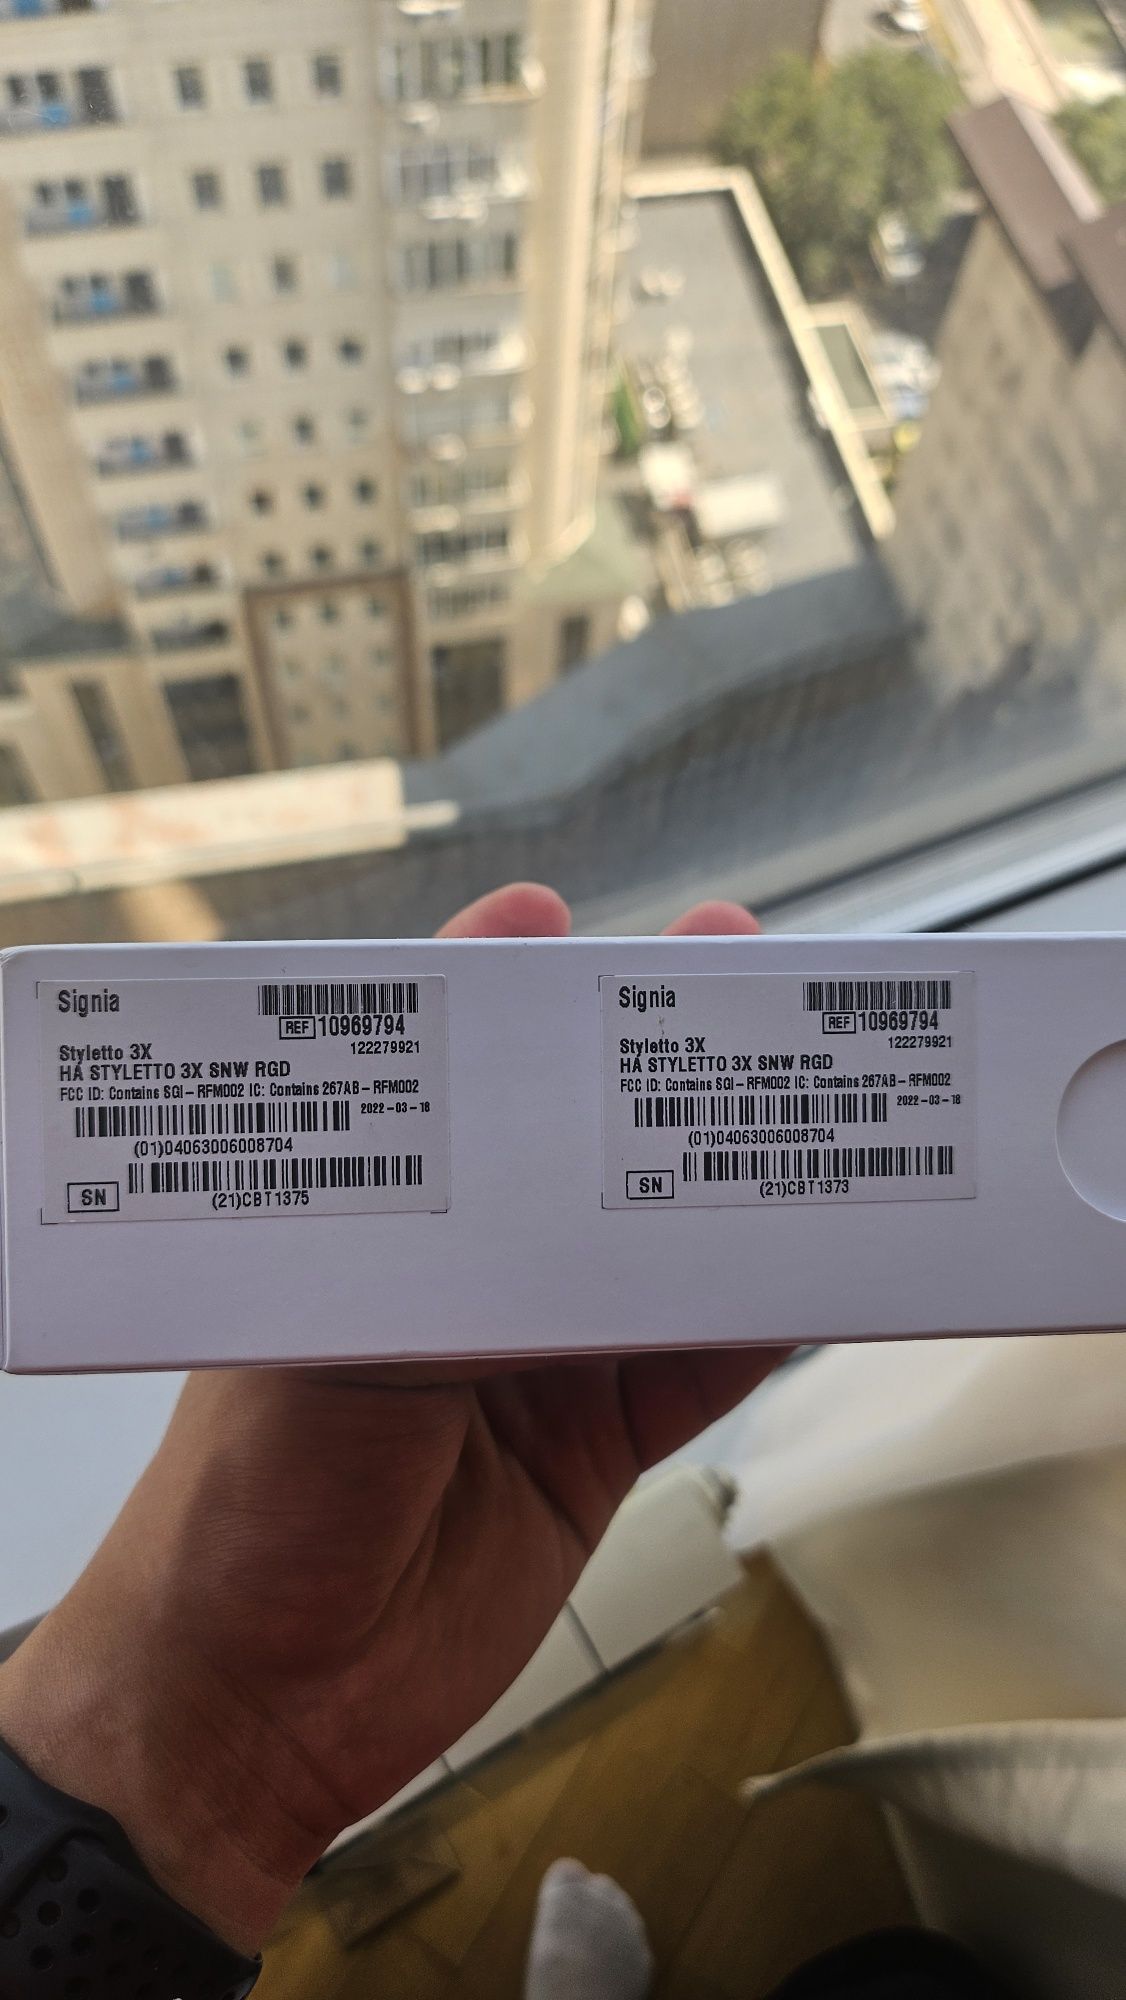 Signia
REF 10969794
122279921
Styletto 3X
HA STYLETTO 3X SNW RGD
FCC ID: Contains SGI-RFM002 IC: Contains 267AB-RFM002
2022-03-18
(01)04063006008704
SN
(21)CBT1375
Signia
REF 10969794
122279921
Styletto 3X
HA STYLETTO 3X SNW RGD
FCC ID: Contains SGI-RFM002 IC: Contains 267AB-RFM002
2022-03-18
(01)04063006008704
SN
(21)CBT1373